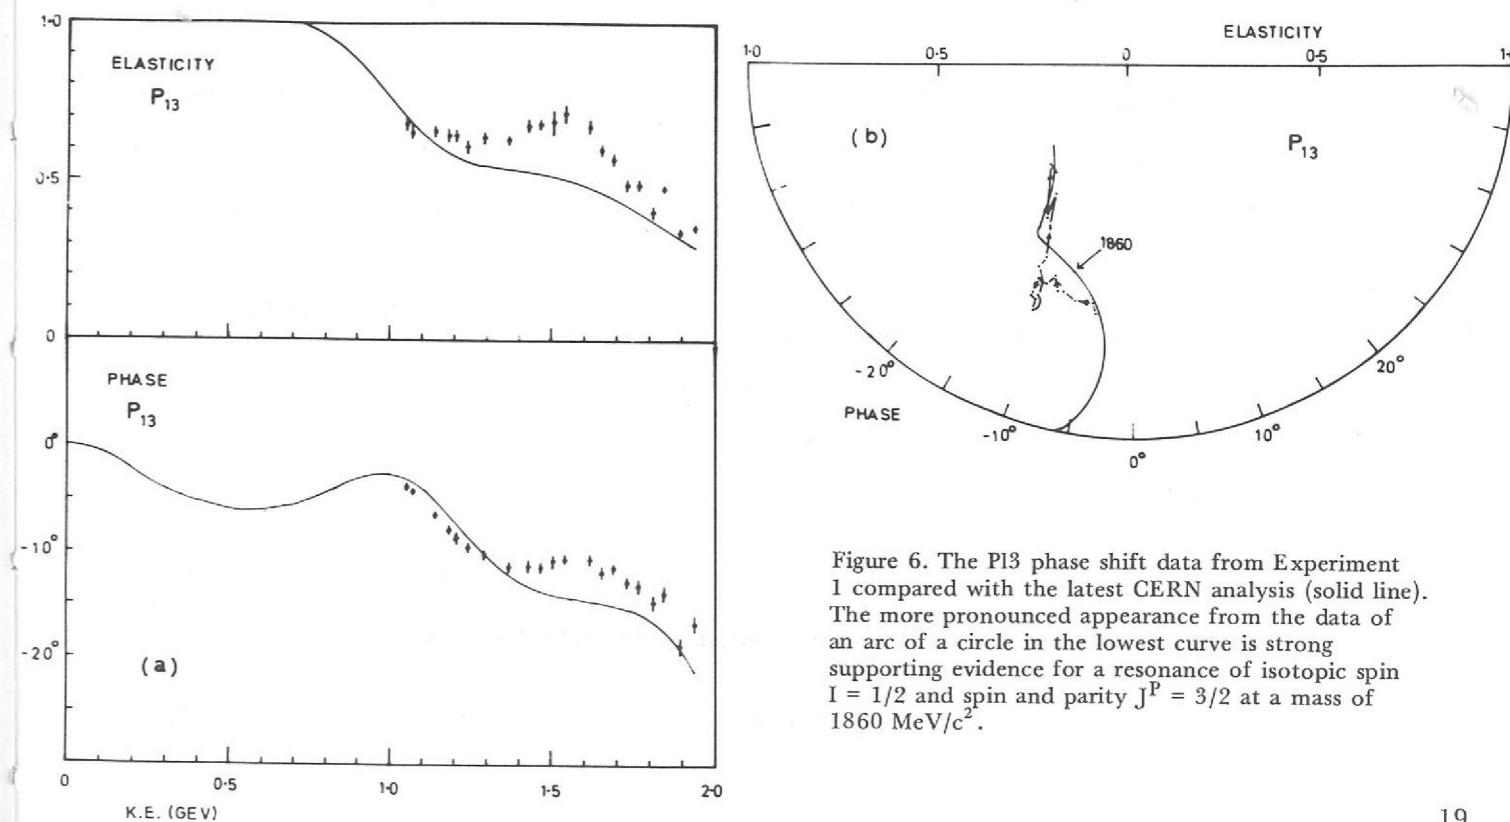 1·0
ELASTICITY
P13
0·5
0
PHASE
P13
0°
-10°
-20°
(a)
0
0·5
1·0
1·5
2·0
K.E. (GEV)
ELASTICITY
1·0
0·5
0
0·5
1·
(b)
P13
1860
-20°
20°
PHASE
-10°
10°
0°
Figure 6. The P13 phase shift data from Experiment
1 compared with the latest CERN analysis (solid line).
The more pronounced appearance from the data of
an arc of a circle in the lowest curve is strong
supporting evidence for a resonance of isotopic spin
I = 1/2 and spin and parity J^P = 3/2 at a mass of
1860 MeV/c².
19